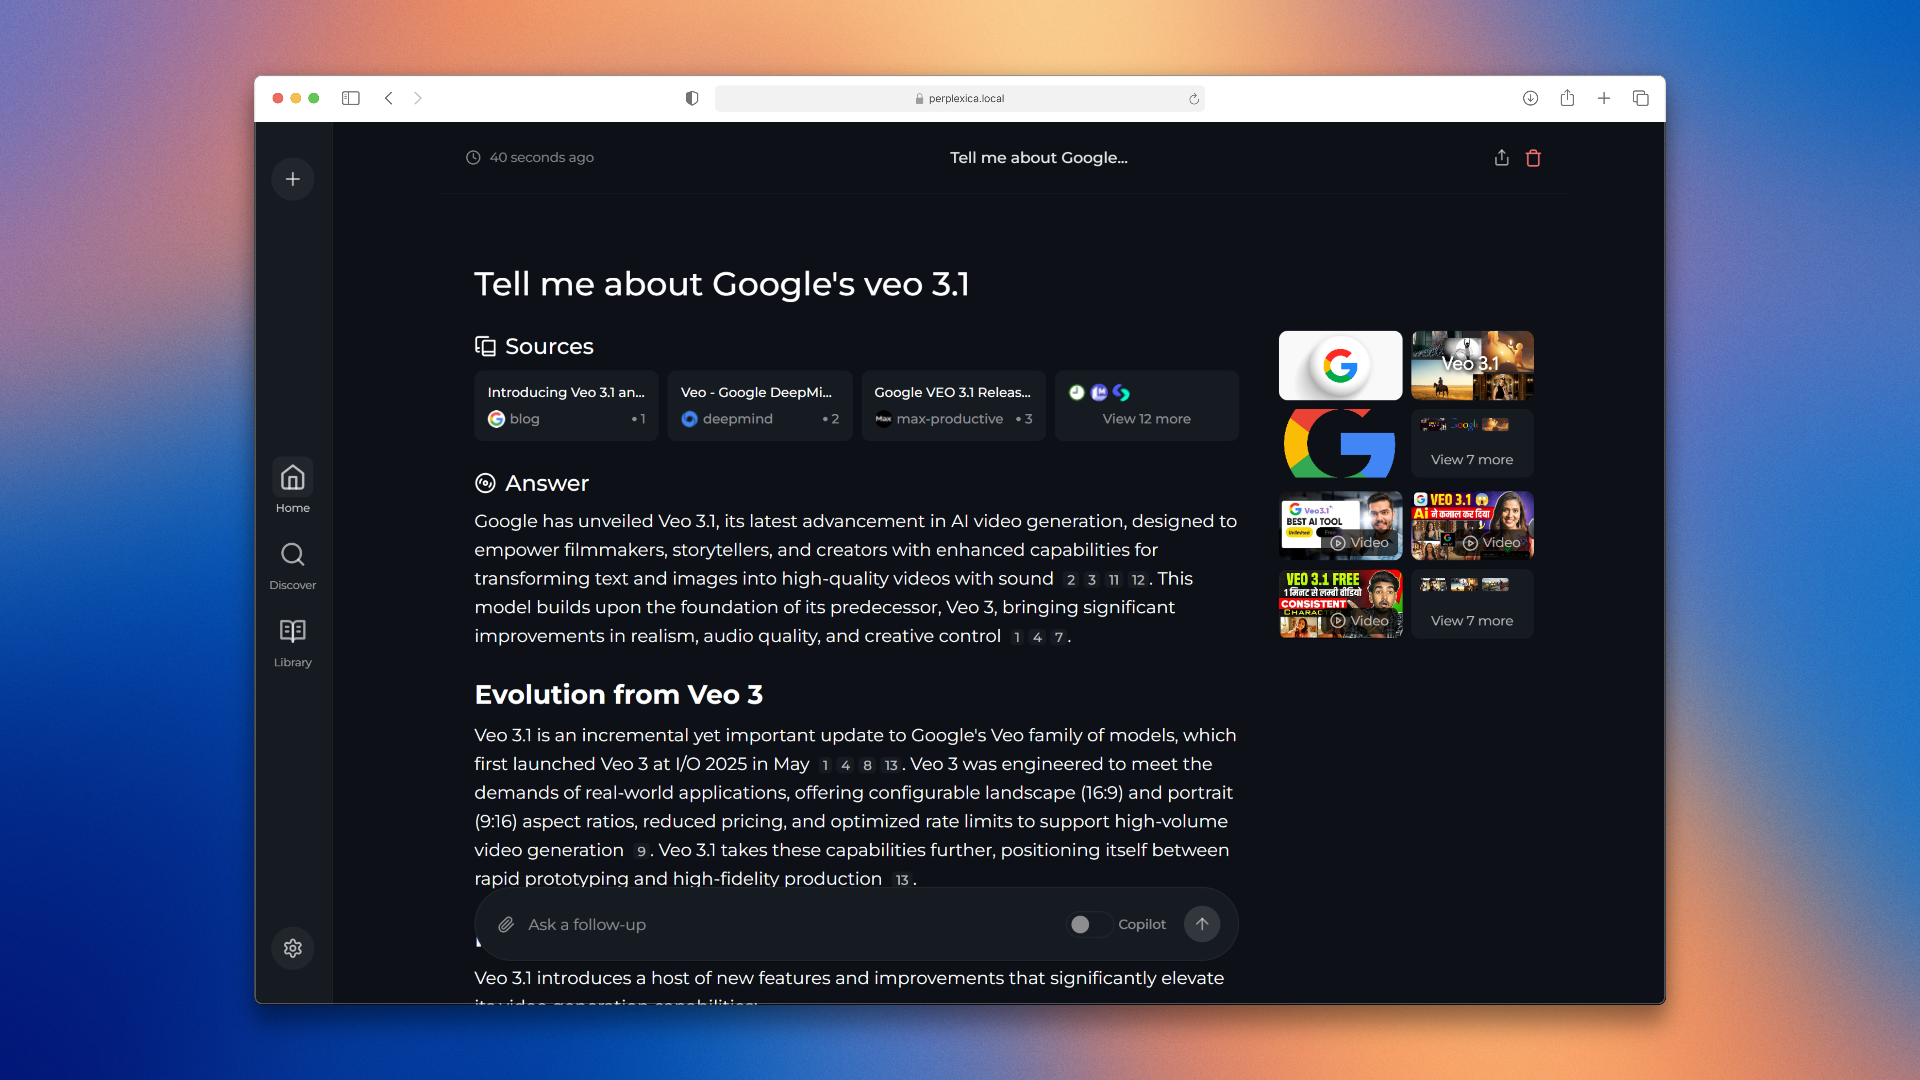 perplexica.local
40 seconds ago
Tell me about Google...
Tell me about Google's veo 3.1
Sources
Introducing Veo 3.1 an...
blog
• 1
Veo - Google DeepMi...
deepmind
• 2
Google VEO 3.1 Releas...
Max
max-productive
• 3
View 12 more
Answer
Google has unveiled Veo 3.1, its latest advancement in AI video generation, designed to
empower filmmakers, storytellers, and creators with enhanced capabilities for
transforming text and images into high-quality videos with sound 2 3 11 12. This
model builds upon the foundation of its predecessor, Veo 3, bringing significant
improvements in realism, audio quality, and creative control 1 4 7.
Evolution from Veo 3
Veo 3.1 is an incremental yet important update to Google's Veo family of models, which
first launched Veo 3 at I/O 2025 in May 1 4 8 13. Veo 3 was engineered to meet the
demands of real-world applications, offering configurable landscape (16:9) and portrait
(9:16) aspect ratios, reduced pricing, and optimized rate limits to support high-volume
video generation 9. Veo 3.1 takes these capabilities further, positioning itself between
rapid prototyping and high-fidelity production 13.
Ask a follow-up
Copilot
Veo 3.1 introduces a host of new features and improvements that significantly elevate
its video generation capabilities:
Home
Discover
Library
Veo 3.1
Google
View 7 more
Veo3.1
BEST AI TOOL
Unlimited
Video
VEO 3.1
Ai ने कमाल कर दिया
Video
VEO 3.1 FREE
1 मिनट से लम्बी वीडियो
CONSISTENT
Video
View 7 more